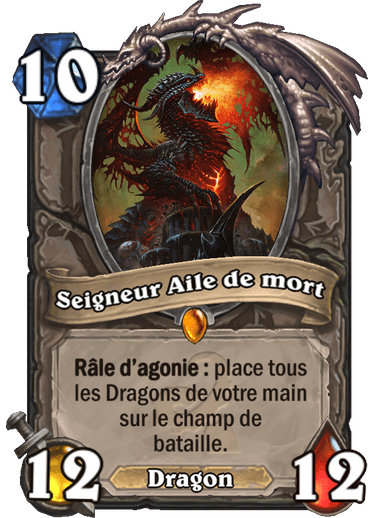 10
Seigneur Aile de mort
Râle d'agonie : place tous
les Dragons de votre main
sur le champ de
bataille.
12
Dragon
12